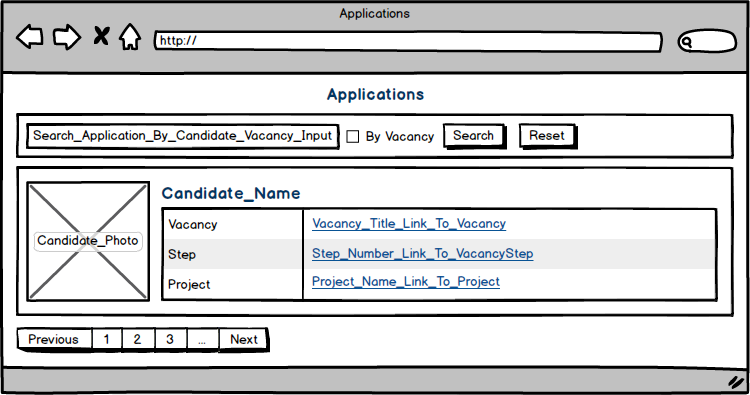 Applications
http://
Applications
Search_Application_By_Candidate_Vacancy_Input By Vacancy Search Reset
Candidate_Photo
Candidate_Name
Vacancy Vacancy_Title_Link_To_Vacancy
Step Step_Number_Link_To_VacancyStep
Project Project_Name_Link_To_Project
Previous 1 2 3 ... Next